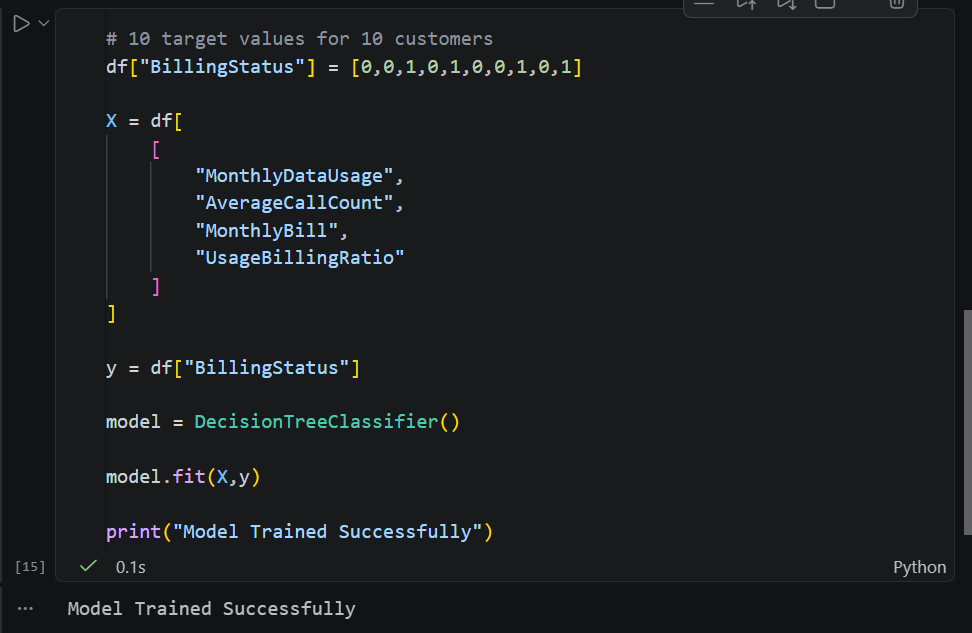 # 10 target values for 10 customers
df["BillingStatus"] = [0,0,1,0,1,0,0,1,0,1]
X = df[
[
"MonthlyDataUsage",
"AverageCallCount",
"MonthlyBill",
"UsageBillingRatio"
]
]
y = df["BillingStatus"]
model = DecisionTreeClassifier()
model.fit(X,y)
print("Model Trained Successfully")
[15]
0.1s
Python
... Model Trained Successfully